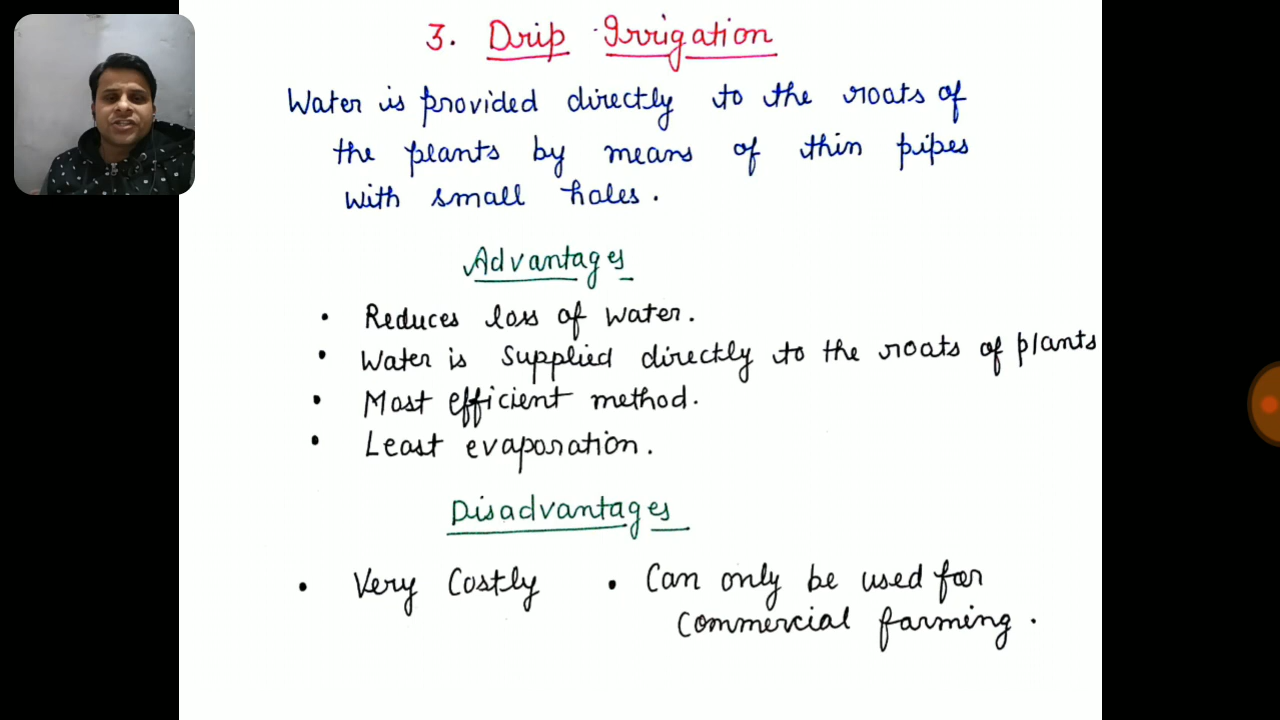 3. Drip Irrigation
Water is provided directly to the roots of
the plants by means of thin pipes
with small holes.
Advantages
• Reduces loss of water.
• Water is supplied directly to the roots of plants
• Most efficient method.
• Least evaporation.
Disadvantages
• Very Costly • Can only be used for
commercial farming.